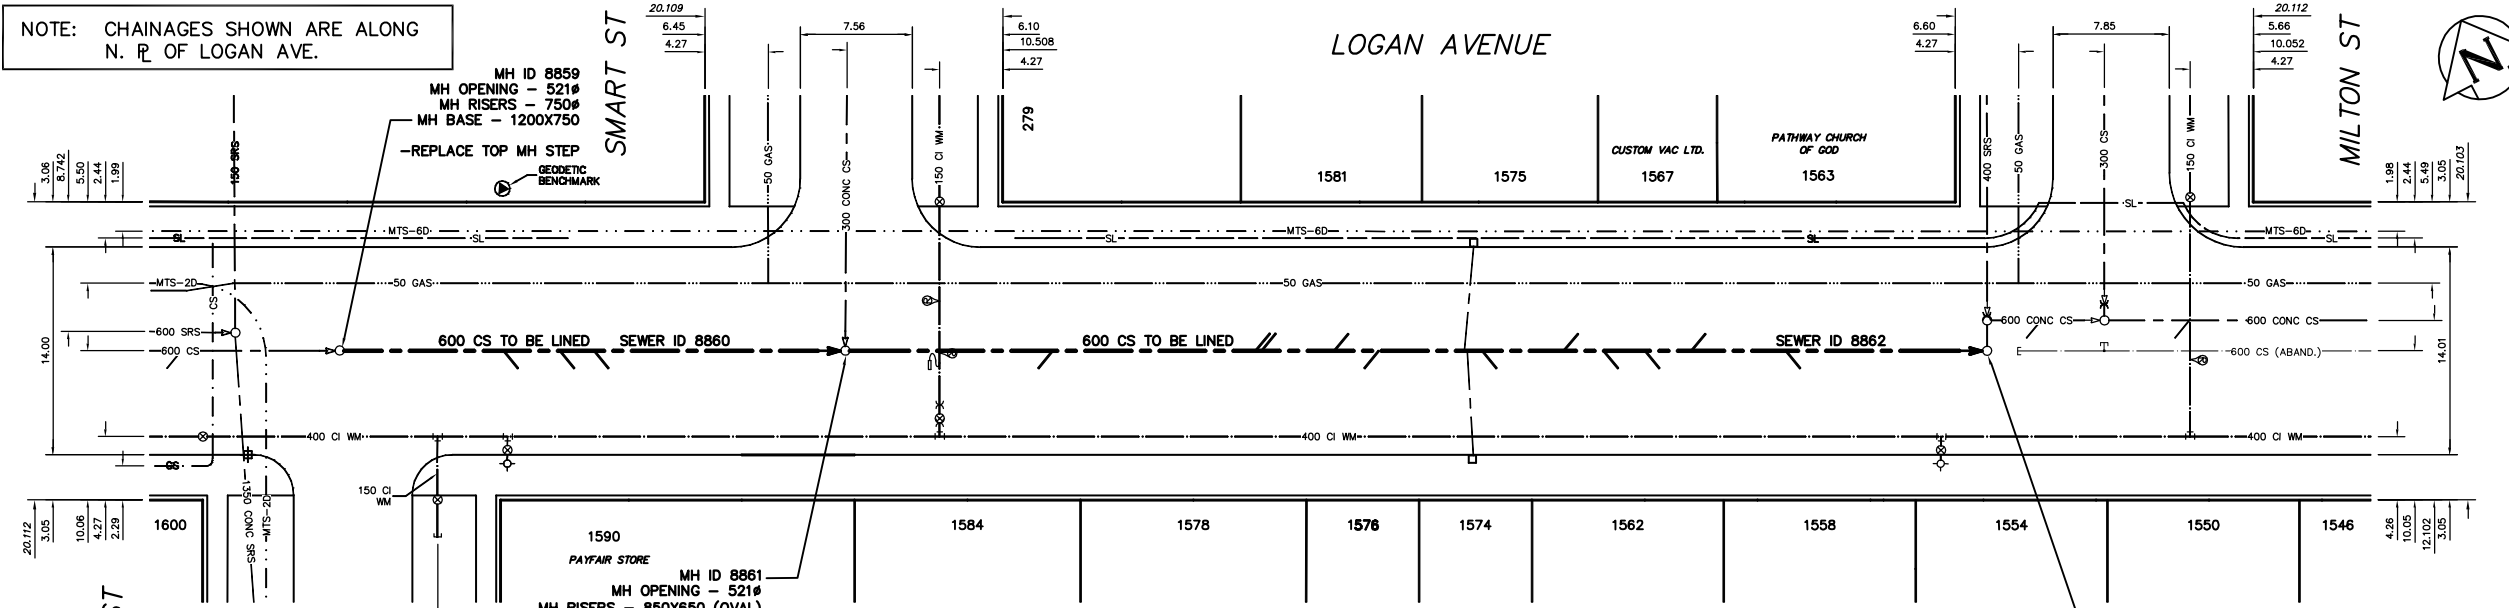 NOTE: CHAINAGES SHOWN ARE ALONG
N. ⅊ OF LOGAN AVE.
SMART ST
LOGAN AVENUE
MILTON ST
N
20.109
6.45
4.27
7.56
6.10
10.508
4.27
6.60
4.27
7.85
20.112
5.66
10.052
4.27
MH ID 8859
MH OPENING - 521ø
MH RISERS - 750ø
MH BASE - 1200X750
-REPLACE TOP MH STEP
GEODETIC
BENCHMARK
150 SRS
50 GAS
300 CONC CS
150 CI WM
279
1581
1575
CUSTOM VAC LTD.
1567
PATHWAY CHURCH
OF GOD
1563
400 SRS
50 GAS
300 CS
150 CI WM
3.06
8.742
5.50
2.44
1.99
1.98
2.44
5.49
3.05
20.103
SL
MTS-6D
SL
MTS-6D
SL
SL
SL
MTS-6D
SL
MTS-2D
CS
50 GAS
50 GAS
50 GAS
600 SRS
600 CS
600 CS TO BE LINED SEWER ID 8860
600 CS TO BE LINED
SEWER ID 8862
600 CONC CS
600 CONC CS
600 CS (ABAND.)
14.00
14.01
400 CI WM
400 CI WM
400 CI WM
CS
1350 CONC SRS
MTS-2D
150 CI
WM
20.112
3.05
10.06
4.27
2.29
4.26
10.05
12.102
3.05
1600
1590
PAYFAIR STORE
1584
1578
1576
1574
1562
1558
1554
1550
1546
MH ID 8861
MH OPENING - 521ø
MH RISERS - 850X650 (OVAL)
ST